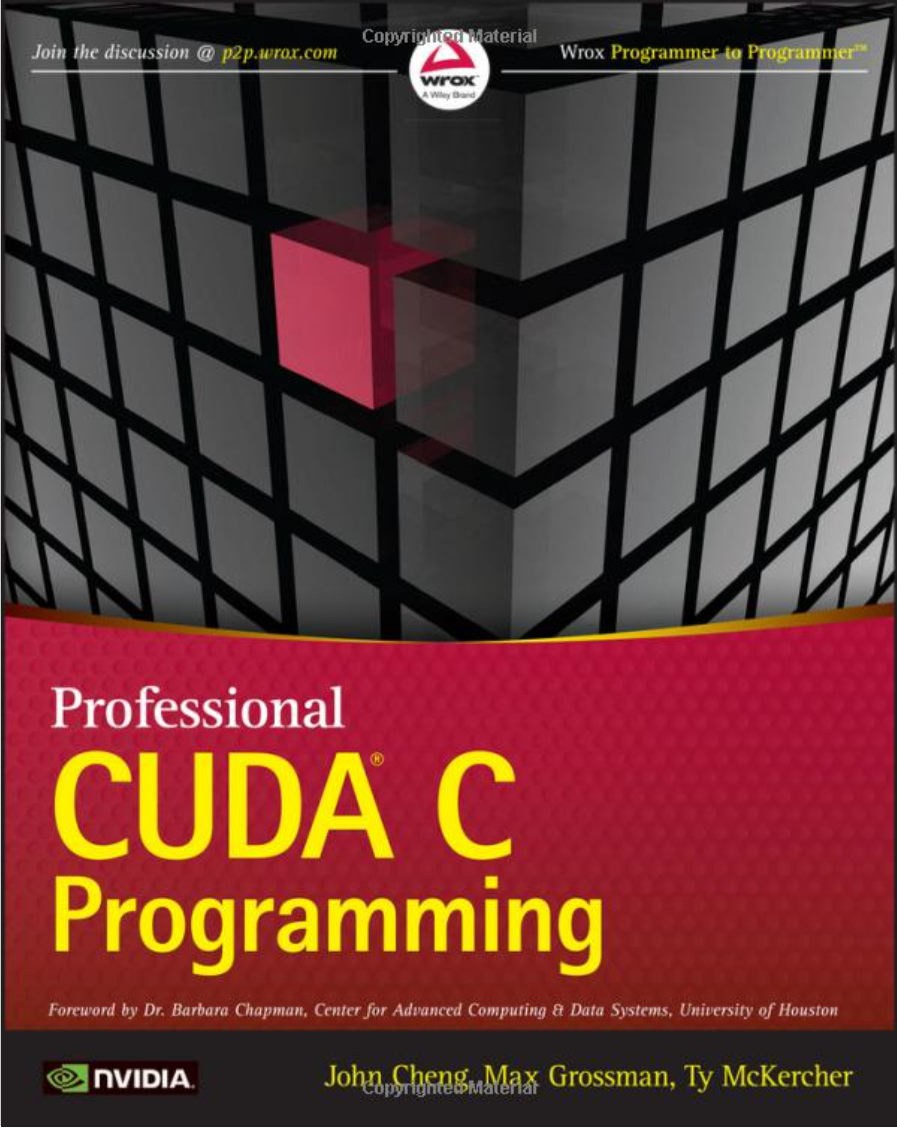 Copyrighted Material
Join the discussion @ p2p.wrox.com
Wrox Programmer to Programmer™
wrox
A Wiley Brand
Professional
CUDA® C
Programming
Foreword by Dr. Barbara Chapman, Center for Advanced Computing & Data Systems, University of Houston
NVIDIA.
John Cheng, Max Grossman, Ty McKercher
Copyrighted Material